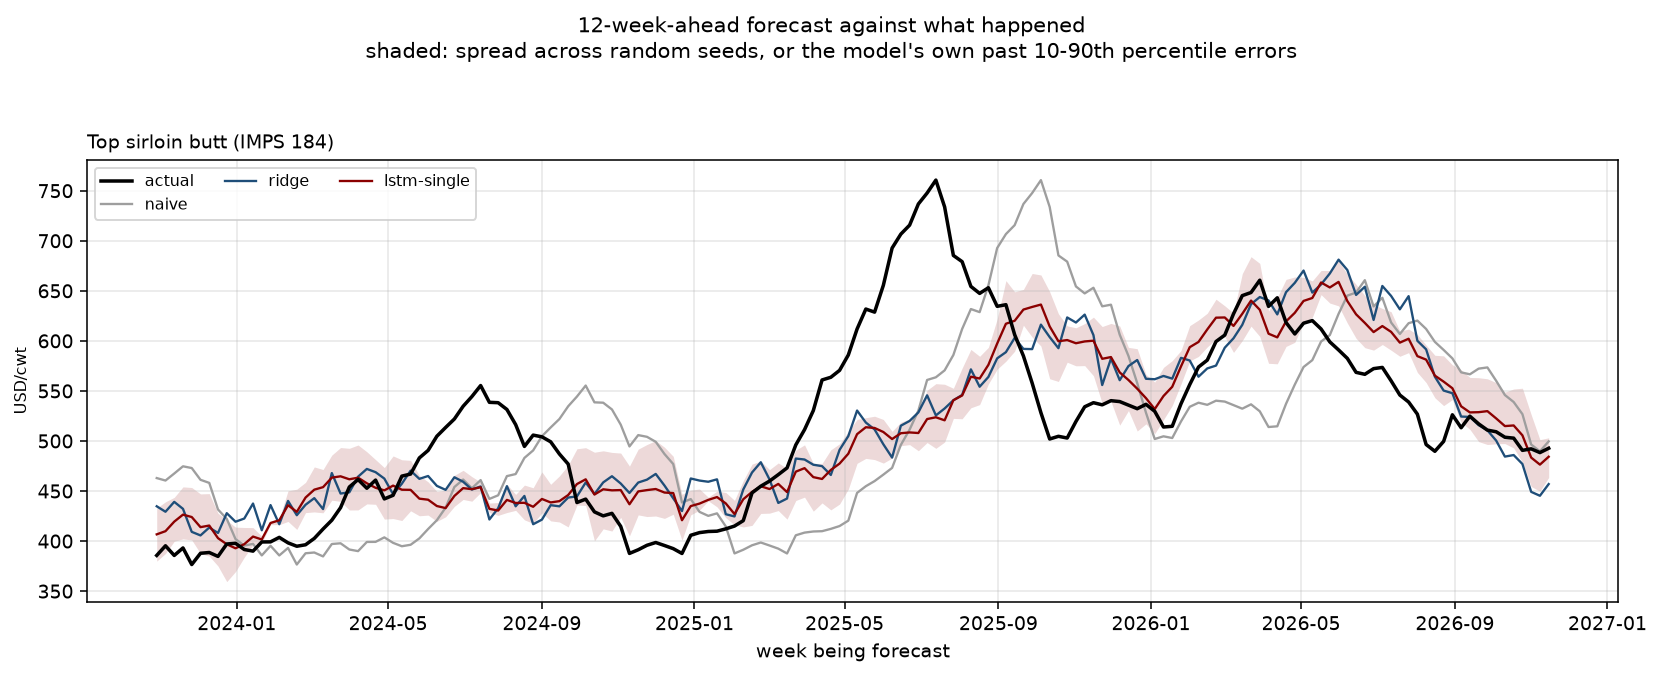 12-week-ahead forecast against what happened
shaded: spread across random seeds, or the model's own past 10-90th percentile errors
Top sirloin butt (IMPS 184)
actual ridge lstm-single
naive
750
700
650
600
550
500
450
400
350
USD/cwt
2024-01 2024-05 2024-09 2025-01 2025-05 2025-09 2026-01 2026-05 2026-09 2027-01
week being forecast